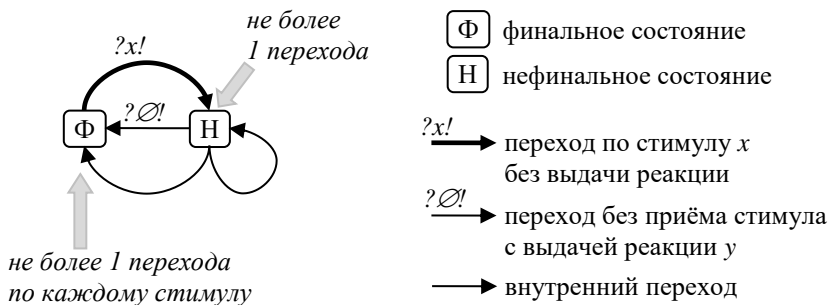 не более
1 перехода
?x!
?∅!
Ф
Н
не более 1 перехода
по каждому стимулу
Ф финальное состояние
Н нефинальное состояние
?x! переход по стимулу x
без выдачи реакции
?∅! переход без приёма стимула
с выдачей реакции y
внутренний переход